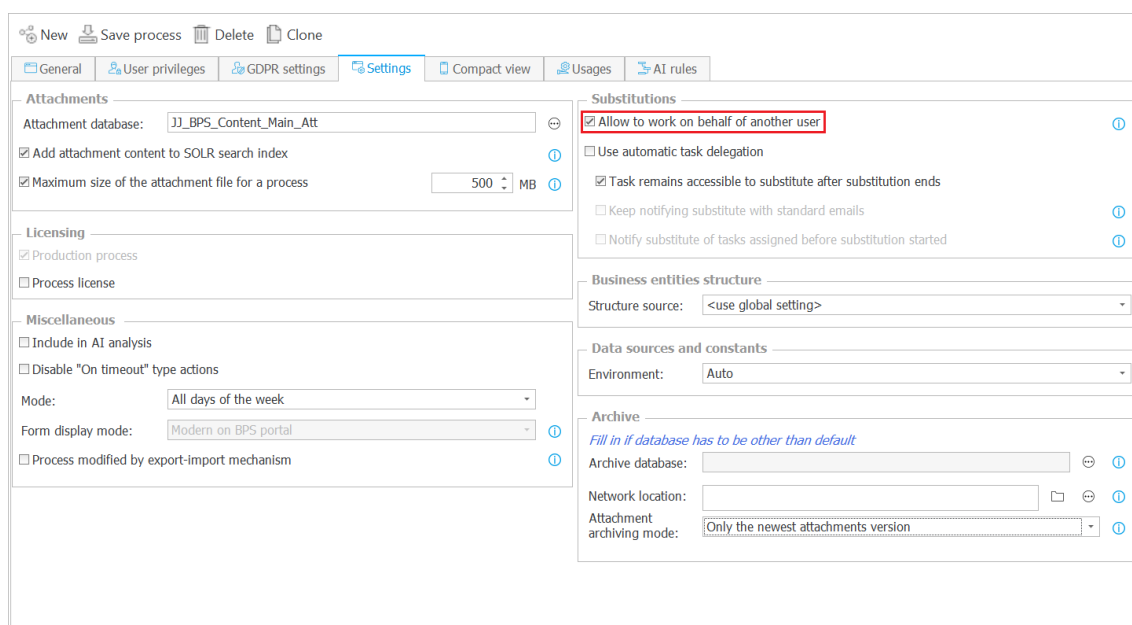 New Save process Delete Clone
General User privileges GDPR settings Settings Compact view Usages AI rules
Attachments
Attachment database: JJ_BPS_Content_Main_Att
Add attachment content to SOLR search index
Maximum size of the attachment file for a process 500 MB
Licensing
Production process
Process license
Miscellaneous
Include in AI analysis
Disable "On timeout" type actions
Mode: All days of the week
Form display mode: Modern on BPS portal
Process modified by export-import mechanism
Substitutions
Allow to work on behalf of another user
Use automatic task delegation
Task remains accessible to substitute after substitution ends
Keep notifying substitute with standard emails
Notify substitute of tasks assigned before substitution started
Business entities structure
Structure source: <use global setting>
Data sources and constants
Environment: Auto
Archive
Fill in if database has to be other than default
Archive database:
Network location:
Attachment
archiving mode: Only the newest attachments version